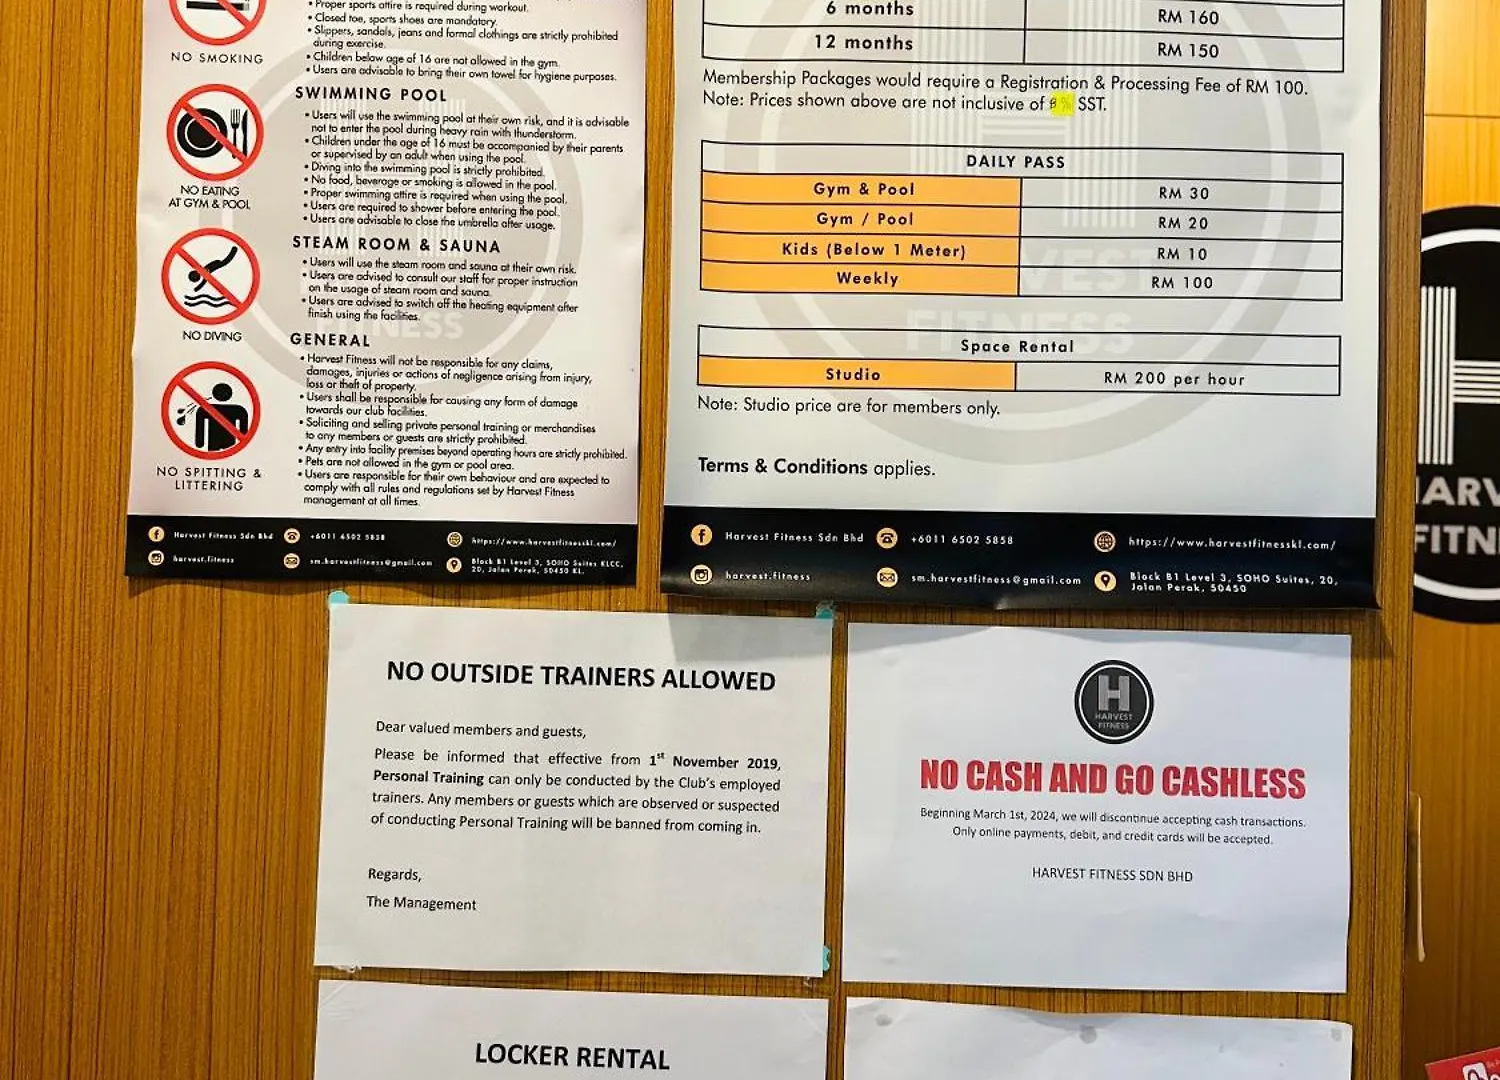 • Proper sports attire is required during workout.
• Closed toe, sports shoes are mandatory.
• Slippers, sandals, jeans and formal clothings are strictly prohibited
during exercise.
• Children below age of 16 are not allowed in the gym.
• Users are advisable to bring their own towel for hygiene purposes.
NO SMOKING
SWIMMING POOL
• Users will use the swimming pool at their own risk, and it is advisable
not to enter the pool during heavy rain with thunderstorm.
• Children under the age of 16 must be accompanied by their parents
or supervised by an adult when using the pool.
• Diving into the swimming pool is strictly prohibited.
• No food, beverage or smoking is allowed in the pool.
• Proper swimming attire is required when using the pool.
• Users are required to shower before entering the pool.
• Users are advisable to close the umbrella after usage.
NO EATING
AT GYM & POOL
STEAM ROOM & SAUNA
• Users will use the steam room and sauna at their own risk.
• Users are advised to consult our staff for proper instruction
on the usage of steam room and sauna.
• Users are advised to switch off the heating equipment after
finish using the facilities.
NO DIVING
GENERAL
• Harvest Fitness will not be responsible for any claims,
damages, injuries or actions of negligence arising from injury,
loss or theft of property.
• Users shall be responsible for causing any form of damage
towards our club facilities.
• Soliciting and selling private personal training or merchandises
to any members or guests are strictly prohibited.
• Any entry into facility premises beyond operating hours are strictly prohibited.
• Pets are not allowed in the gym or pool area.
• Users are responsible for their own behaviour and are expected to
comply with all rules and regulations set by Harvest Fitness
management at all times.
NO SPITTING &
LITTERING
Harvest Fitness Sdn Bhd
+6011 6502 5858
https://www.harvestfitnesskl.com/
harvest.fitness
sm.harvestfitness@gmail.com
Block B1 Level 3, SOHO Suites KLCC,
20, Jalan Perak, 50450 KL.
6 months RM 160
12 months RM 150
Membership Packages would require a Registration & Processing Fee of RM 100.
Note: Prices shown above are not inclusive of 8% SST.
DAILY PASS
Gym & Pool RM 30
Gym / Pool RM 20
Kids (Below 1 Meter) RM 10
Weekly RM 100
FITNESS
Space Rental
Studio RM 200 per hour
Note: Studio price are for members only.
Terms & Conditions applies.
Harvest Fitness Sdn Bhd
+6011 6502 5858
https://www.harvestfitnesskl.com/
harvest.fitness
sm.harvestfitness@gmail.com
Block B1 Level 3, SOHO Suites, 20,
Jalan Perak, 50450
H
HARV
FITN
NO OUTSIDE TRAINERS ALLOWED
Dear valued members and guests,
Please be informed that effective from 1st November 2019,
Personal Training can only be conducted by the Club's employed
trainers. Any members or guests which are observed or suspected
of conducting Personal Training will be banned from coming in.
Regards,
The Management
H
HARVEST
FITNESS
NO CASH AND GO CASHLESS
Beginning March 1st, 2024, we will discontinue accepting cash transactions.
Only online payments, debit, and credit cards will be accepted.
HARVEST FITNESS SDN BHD
LOCKER RENTAL